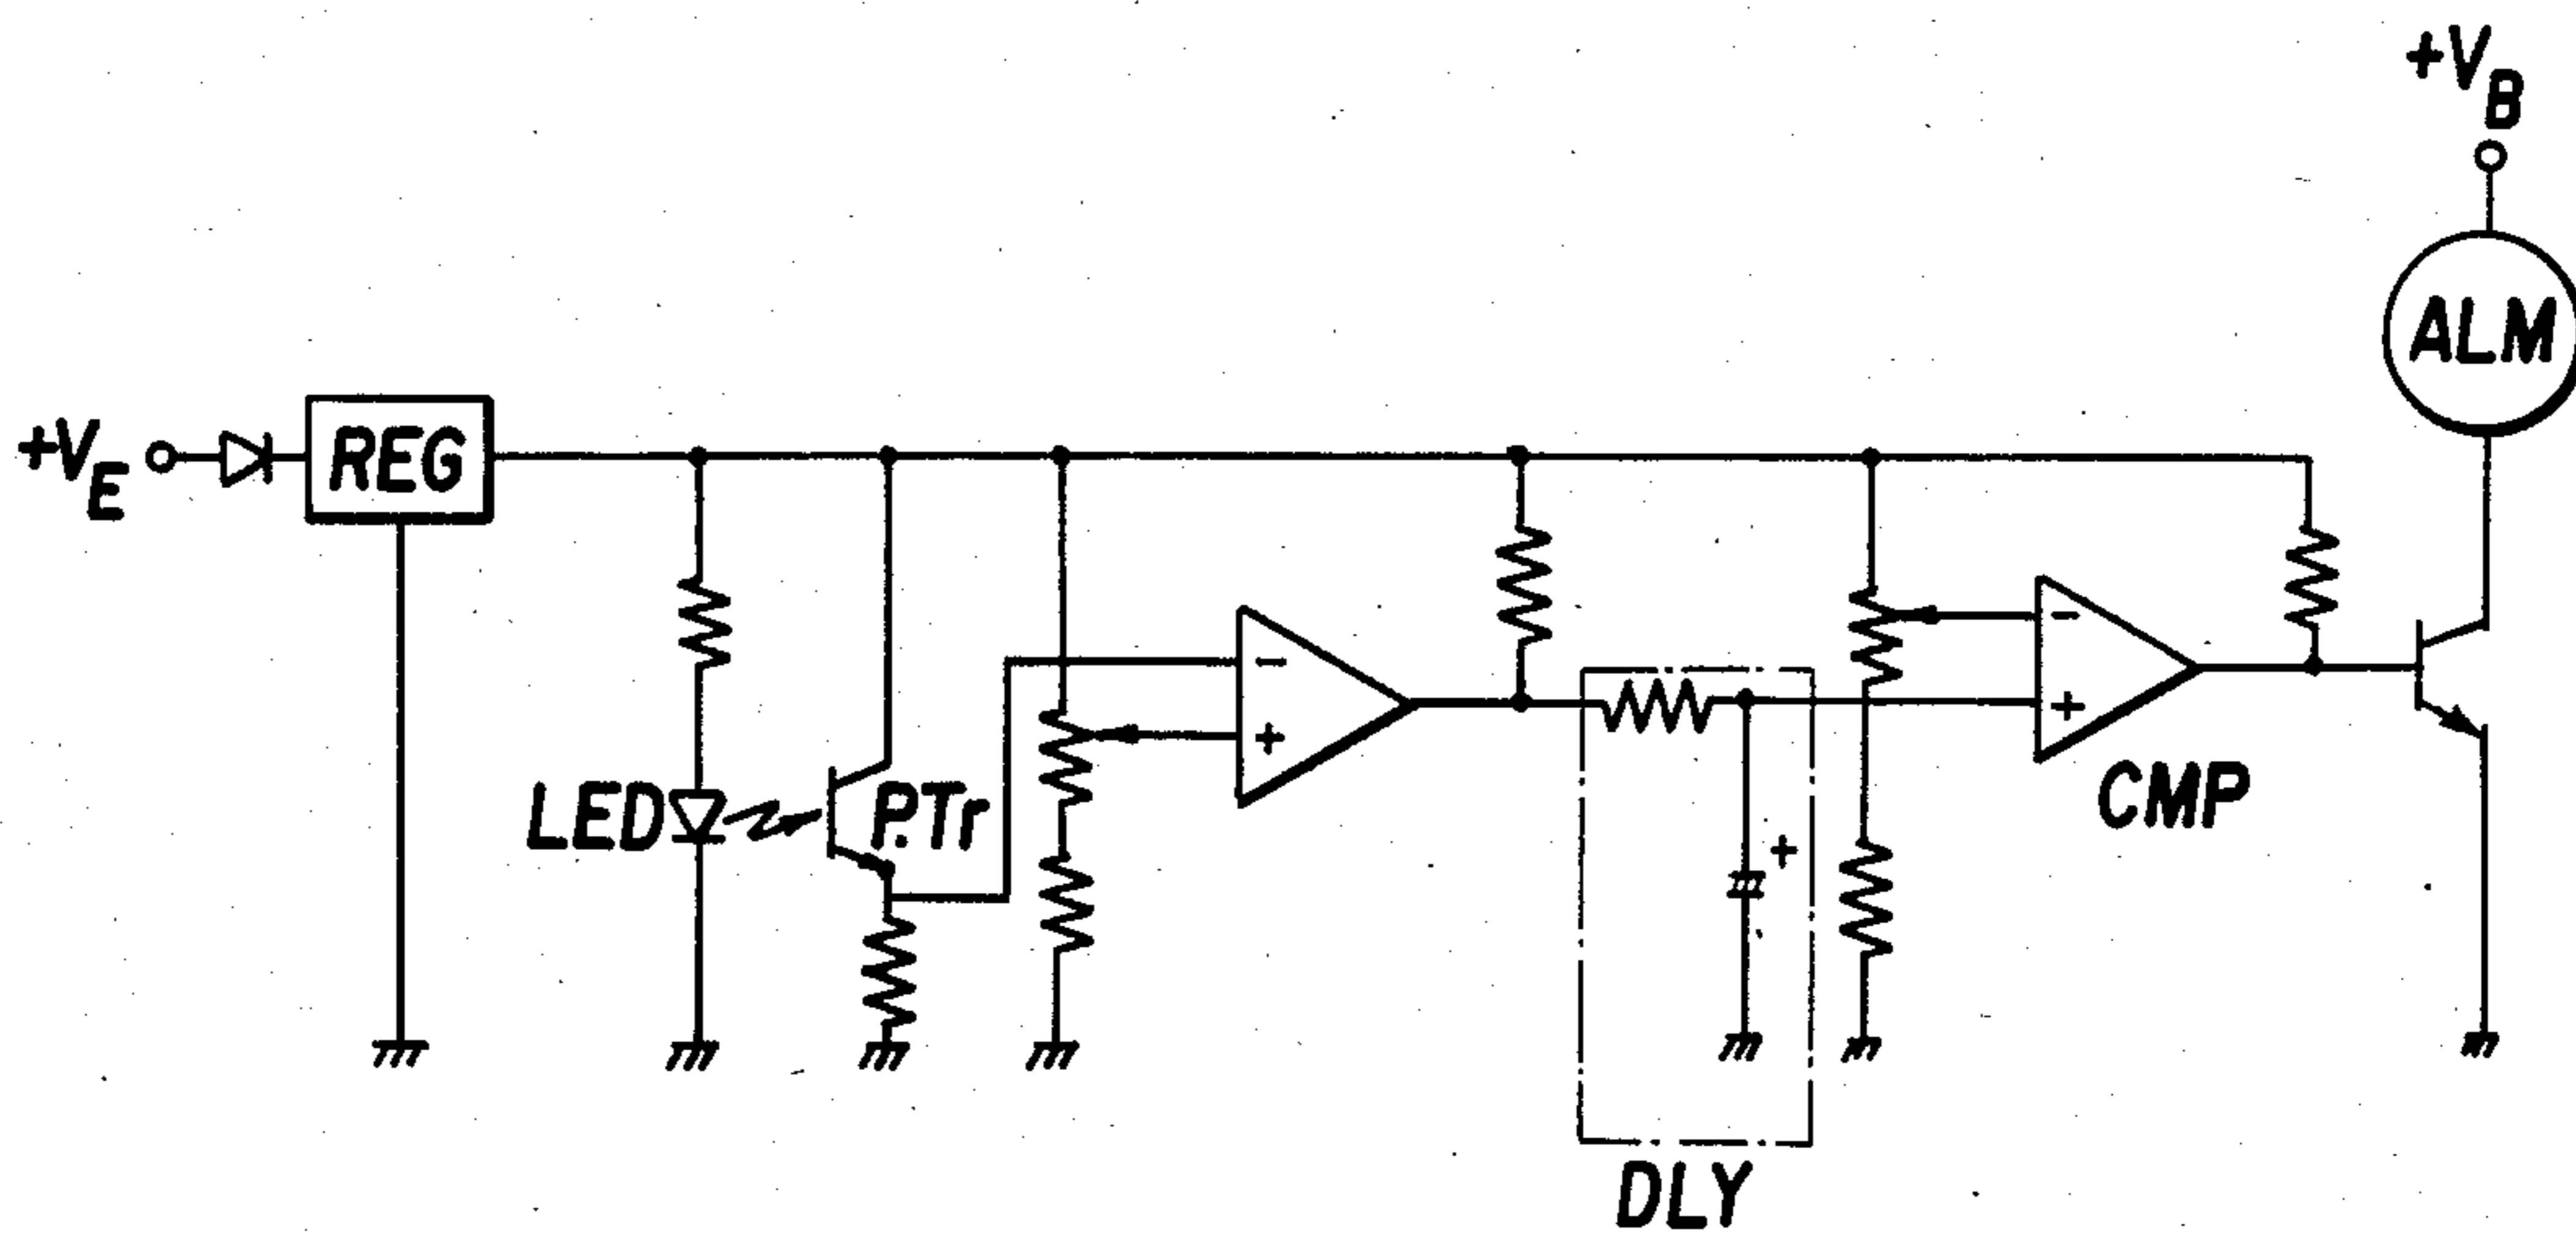 +VB
ALM
+VE
REG
LED
P.Tr
-
+
+
-
+
CMP
DLY